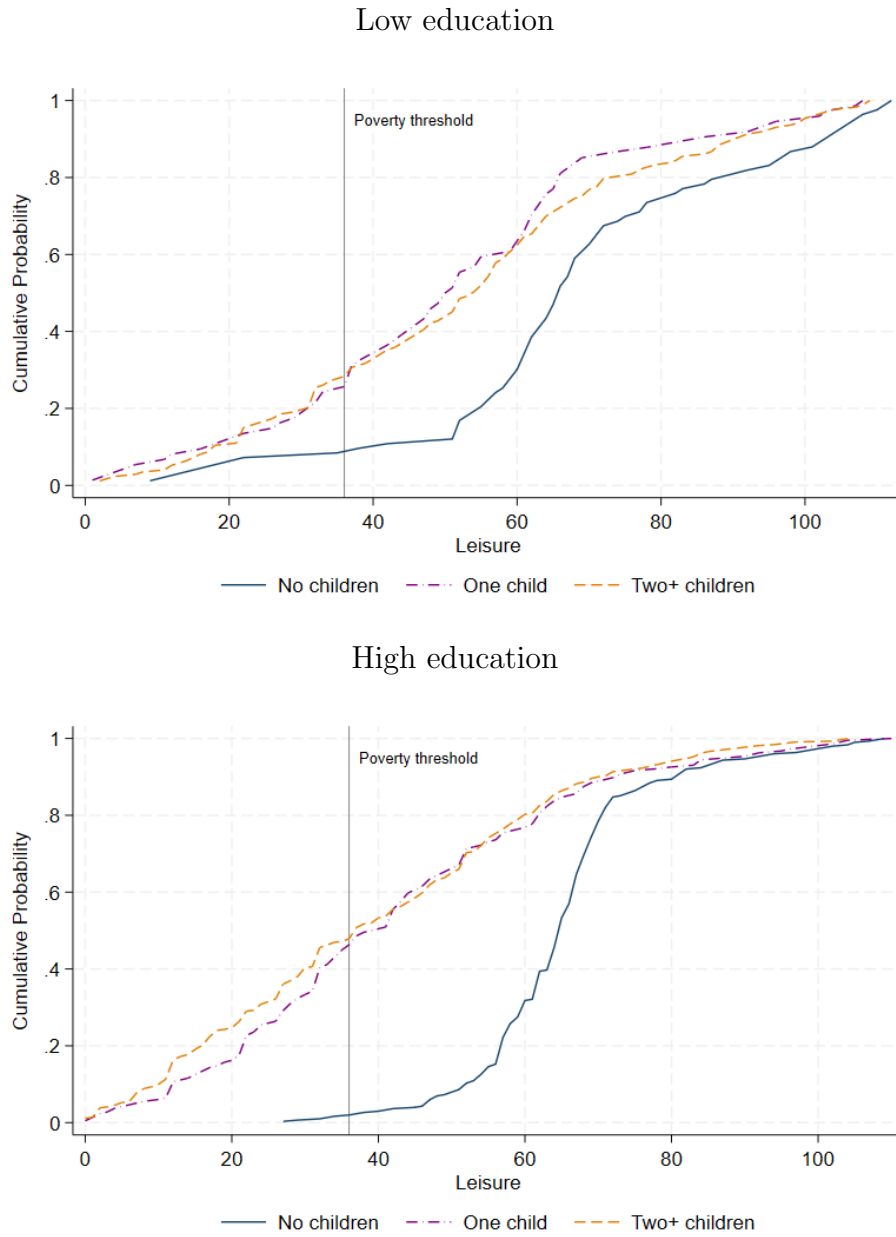 Low education
1
.8
.6
.4
.2
0
Cumulative Probability
Poverty threshold
0 20 40 60 80 100
Leisure
No children One child Two+ children
High education
1
.8
.6
.4
.2
0
Cumulative Probability
Poverty threshold
0 20 40 60 80 100
Leisure
No children One child Two+ children